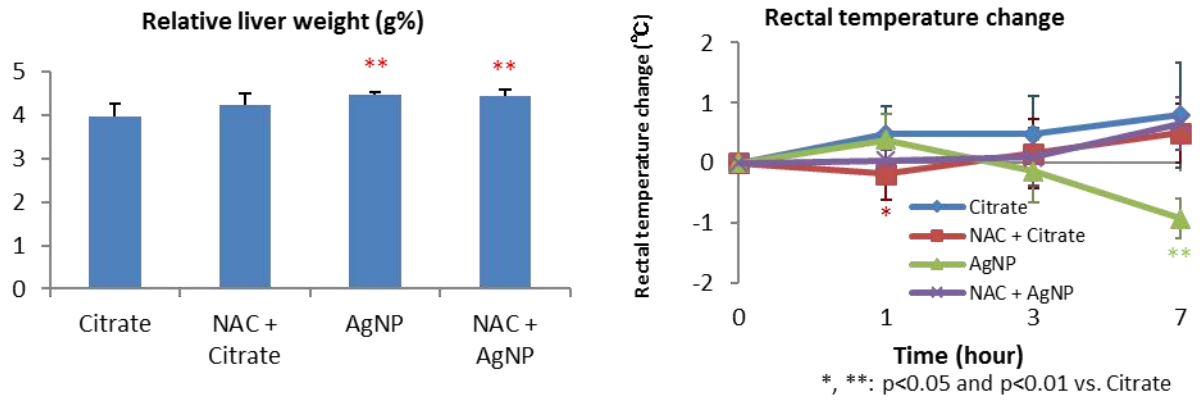 Relative liver weight (g%)
**
**
5
4
3
2
1
0
Citrate
NAC +
Citrate
AgNP
NAC +
AgNP
Rectal temperature change
Rectal temperature change (℃)
2
1
0
-1
-2
*
**
Citrate
NAC + Citrate
AgNP
NAC + AgNP
0
1
3
7
Time (hour)
*, **: p<0.05 and p<0.01 vs. Citrate